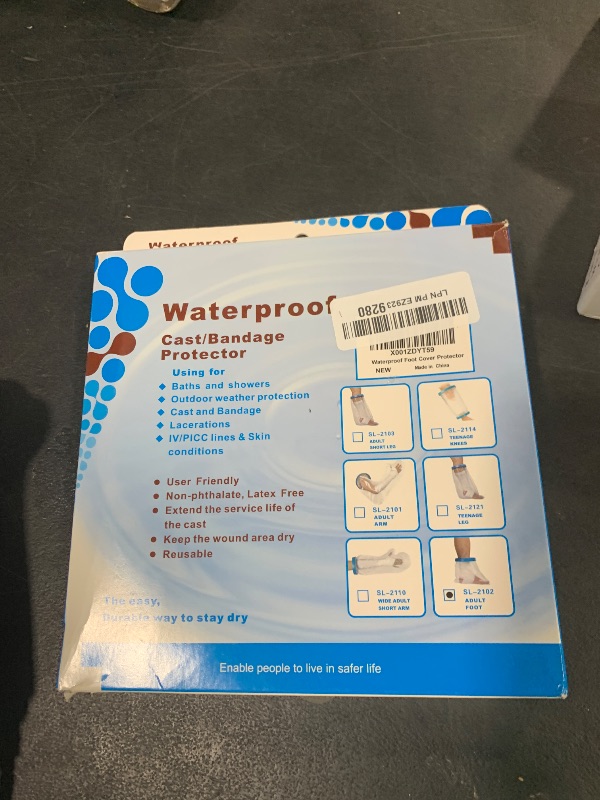 Waterproof
Waterproof
Cast/Bandage
Protector
Using for
Baths and showers
Outdoor weather protection
Cast and Bandage
Lacerations
IV/PICC lines & Skin
conditions
User Friendly
Non-phthalate, Latex Free
Extend the service life of
the cast
Keep the wound area dry
Reusable
The easy,
Durable way to stay dry
LPN PM EZ923 9280
X001ZDYT59
Waterproof Foot Cover Protector
NEW
Made in China
SL-2103
ADULT
SHORT LEG
SL-2114
TEENAGE
KNEES
SL-2101
ADULT
ARM
SL-2121
TEENAGE
LEG
SL-2110
WIDE ADULT
SHORT ARM
SL-2102
ADULT
FOOT
Enable people to live in safer life